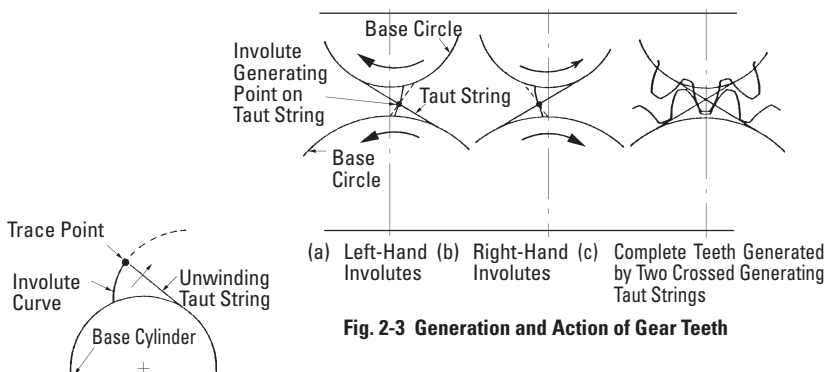 Base Circle
Involute
Generating
Point on
Taut String
Taut String
Base
Circle
(a) Left-Hand
Involutes
(b) Right-Hand
Involutes
(c) Complete Teeth Generated
by Two Crossed Generating
Taut Strings
Fig. 2-3 Generation and Action of Gear Teeth
Trace Point
Involute
Curve
Unwinding
Taut String
Base Cylinder